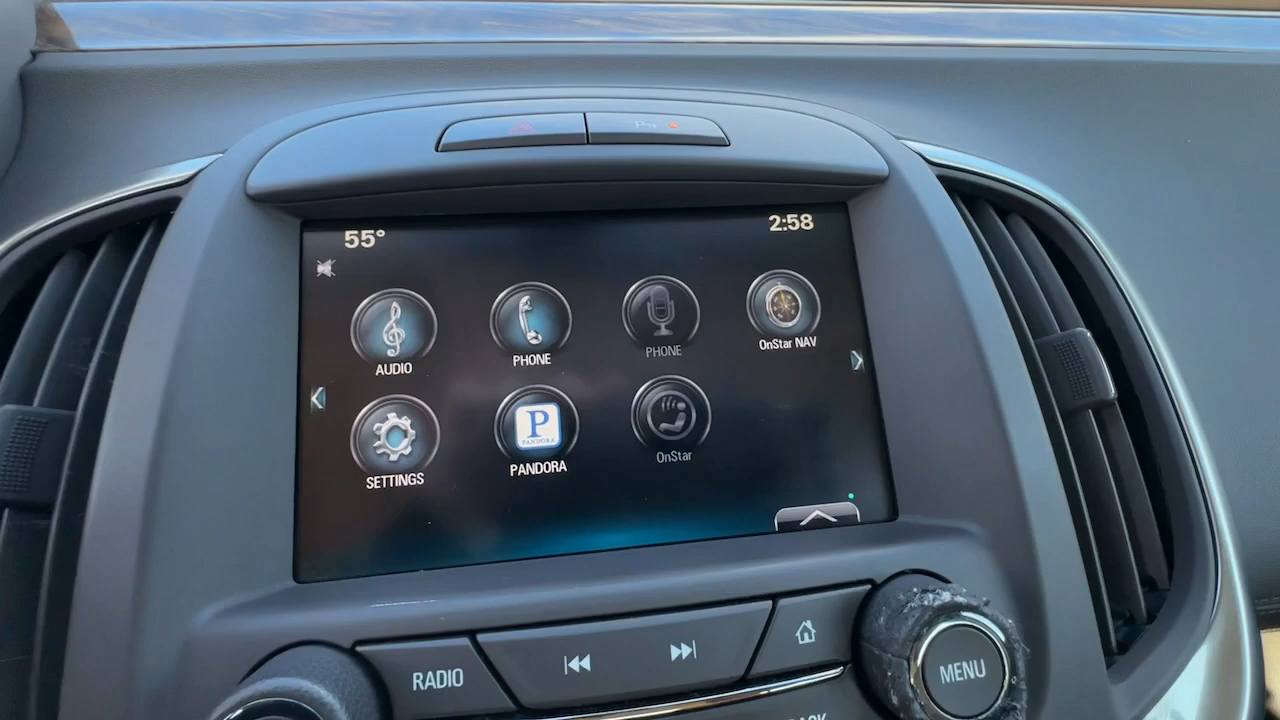 55° 2:58
AUDIO PHONE PHONE OnStar NAV
P
PANDORA
SETTINGS PANDORA OnStar
RADIO
MENU